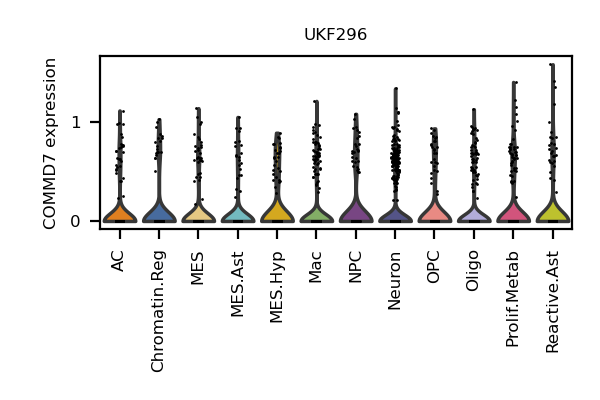 UKF296
COMMD7 expression
1
0
AC
Chromatin.Reg
MES
MES.Ast
MES.Hyp
Mac
NPC
Neuron
OPC
Oligo
Prolif.Metab
Reactive.Ast